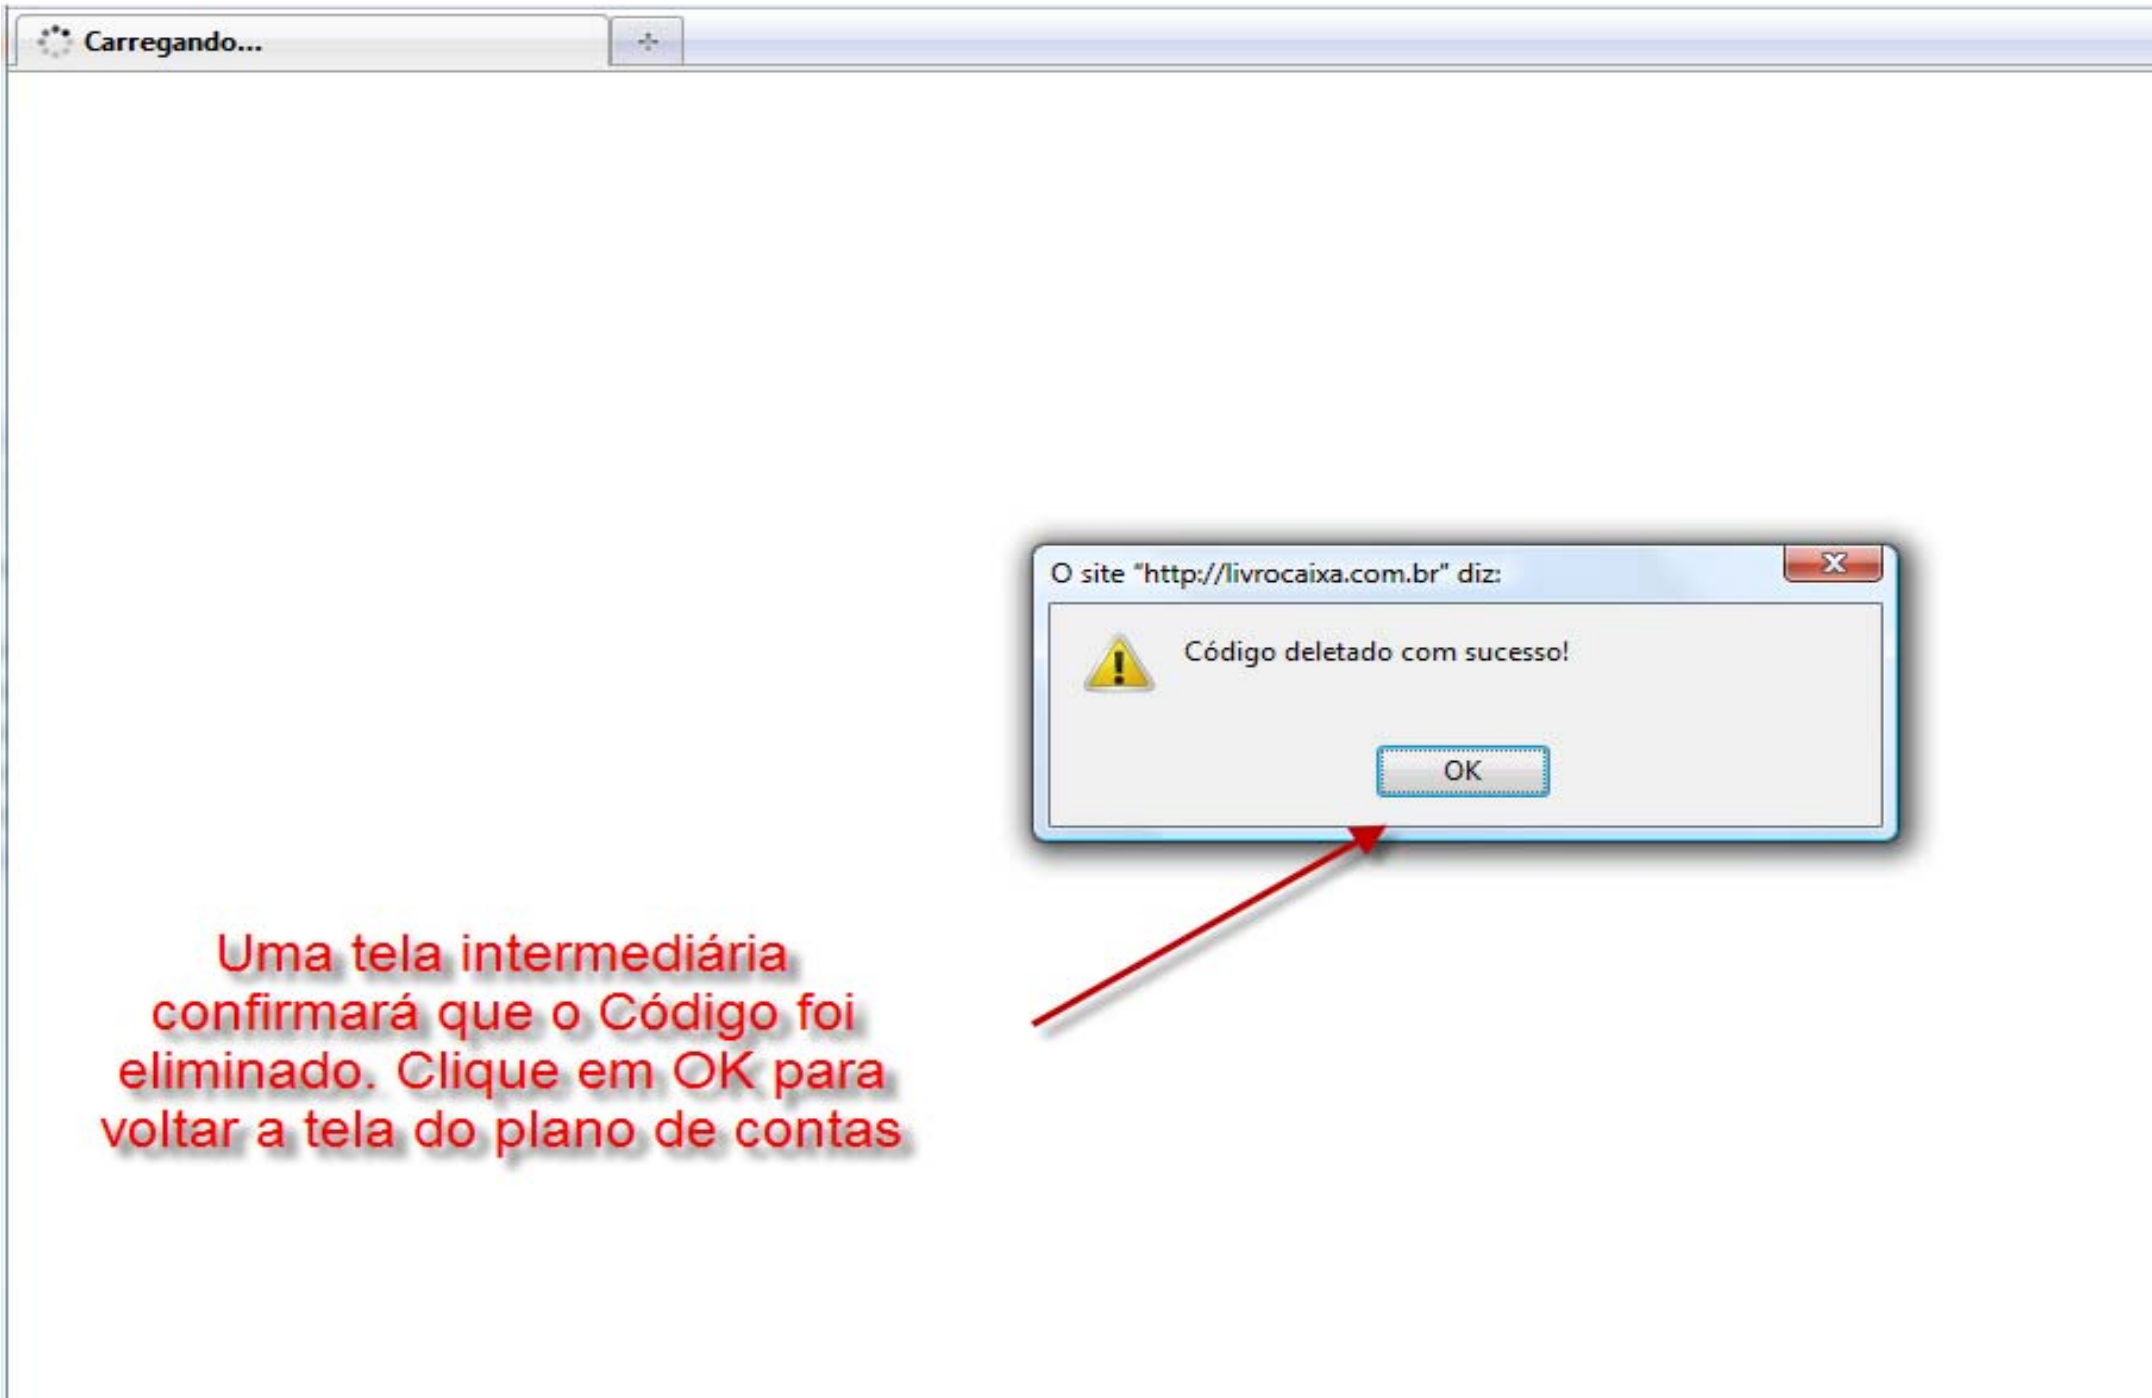 Carregando...
O site "http://livrocaixa.com.br" diz:
Código deletado com sucesso!
OK
Uma tela intermediária
confirmará que o Código foi
eliminado. Clique em OK para
voltar a tela do plano de contas